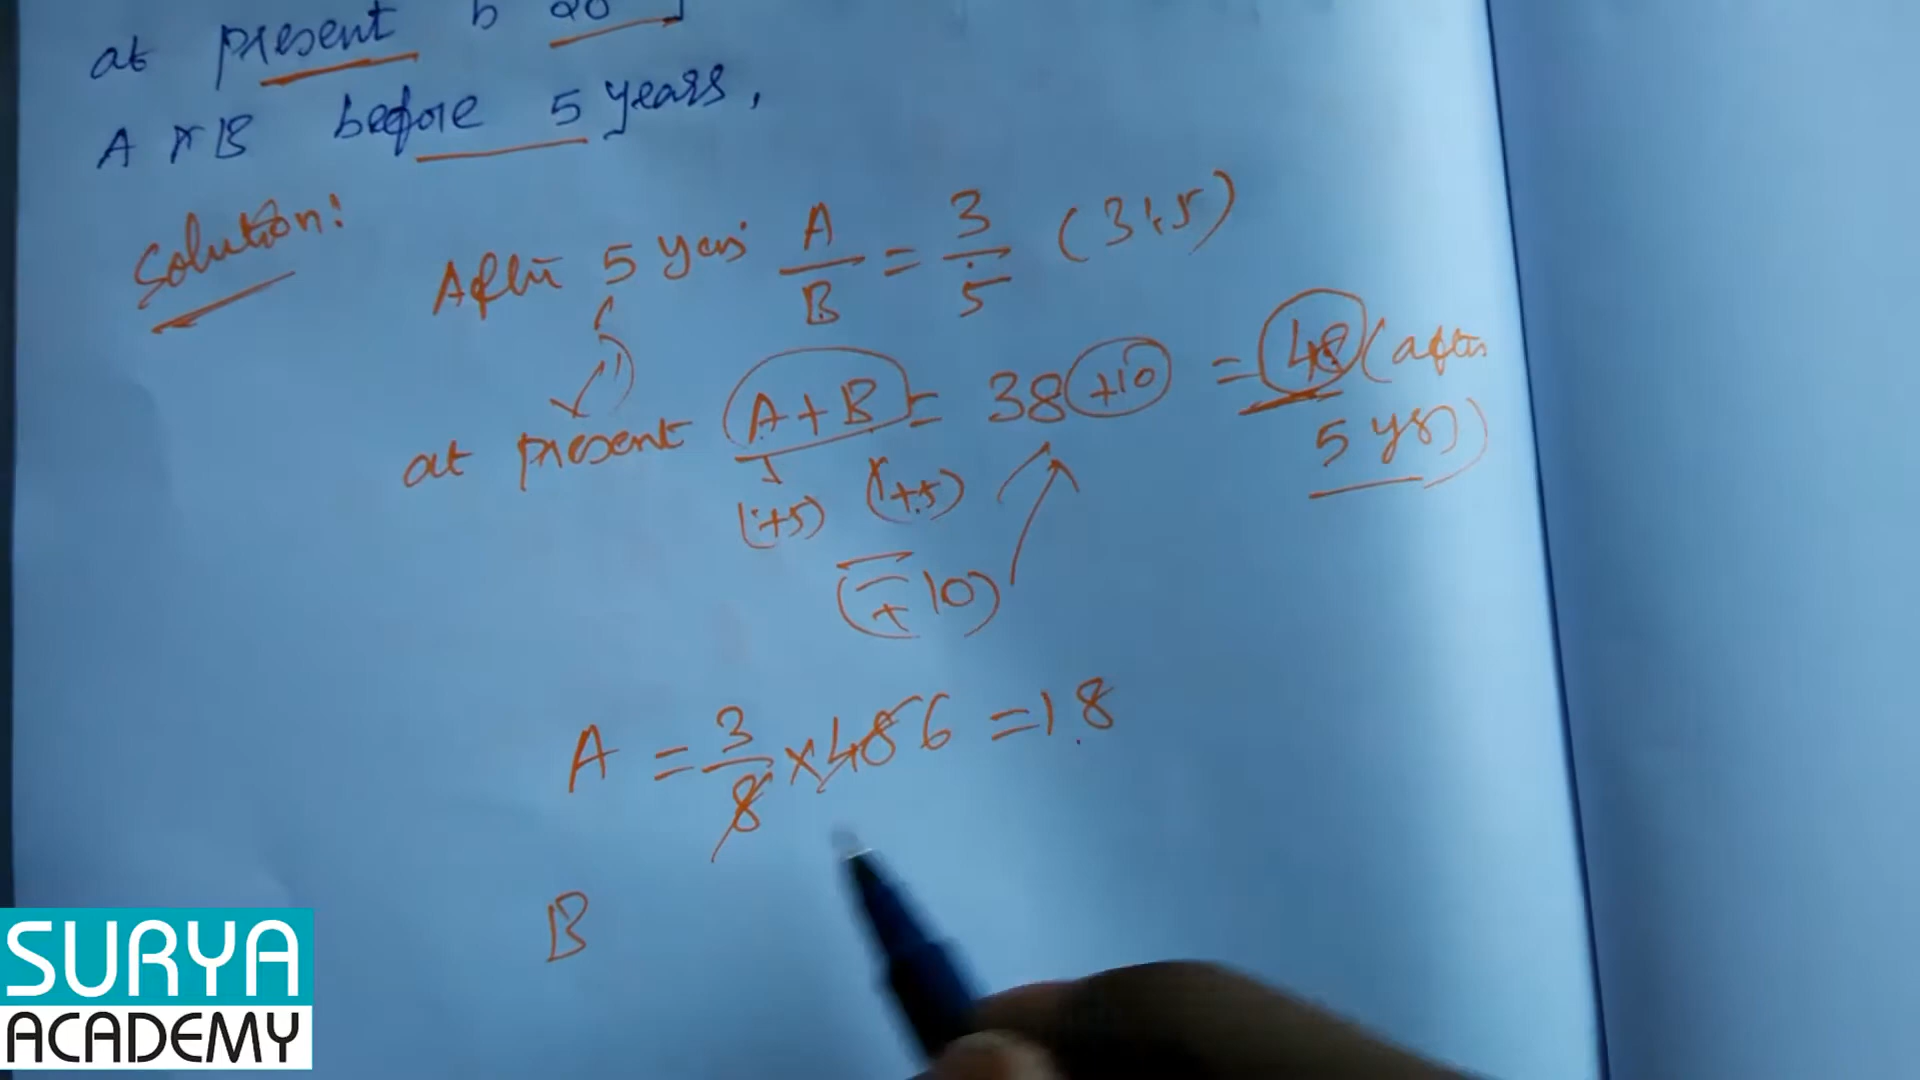 at present
A & B before 5 years,
Solution:
After 5 years A/B = 3/5 (3:5)
at present A+B = 38 +10 = 48 (after
5 yrs)
(+5) (+5)
(+10)
A = 3/8 × 48 6 = 18
B
SURYA
ACADEMY